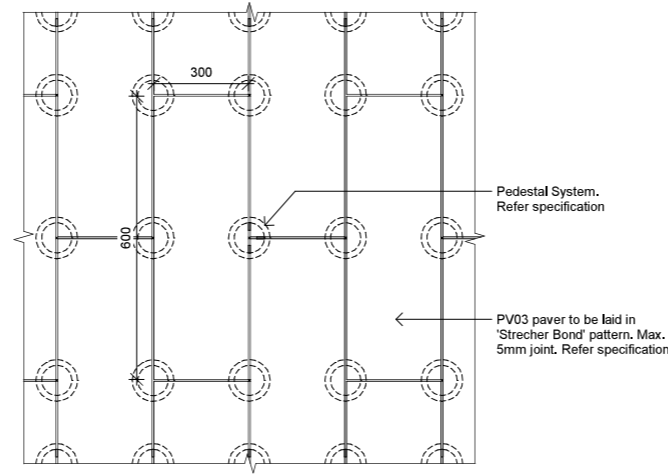 300
600
Pedestal System.
Refer specification
PV03 paver to be laid in
'Strecher Bond' pattern. Max.
5mm joint. Refer specification